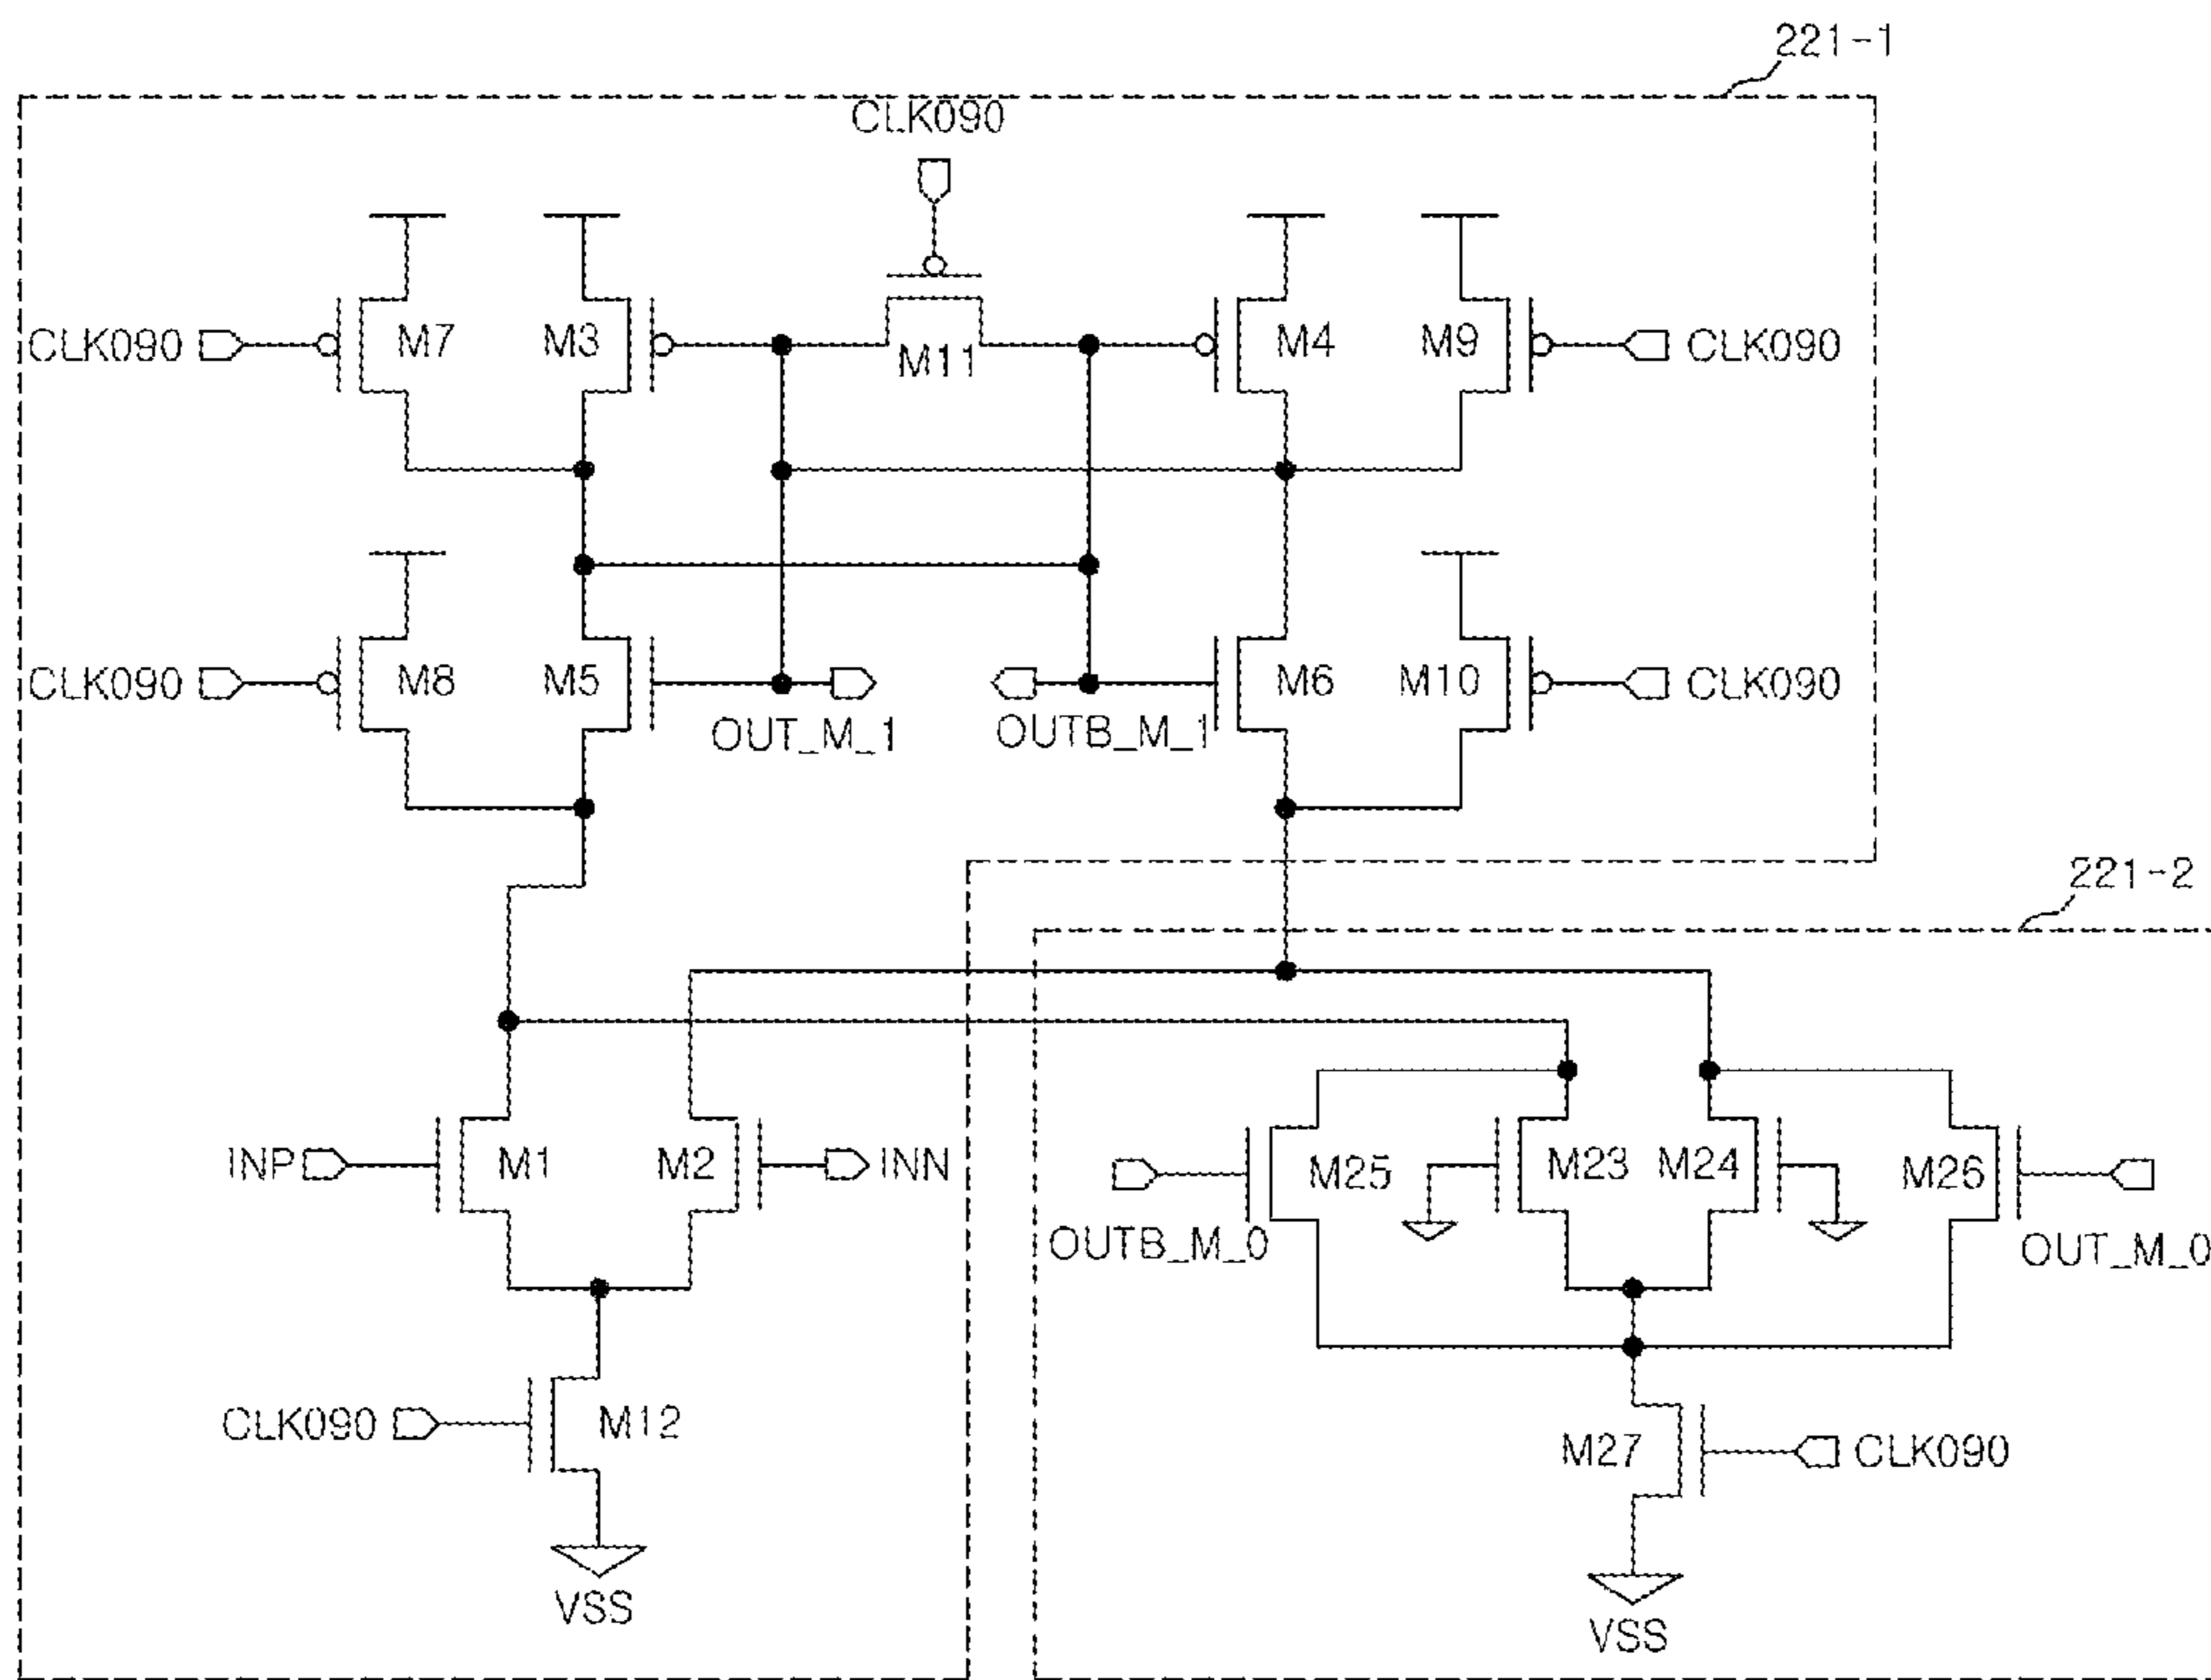 221-1
CLK090
CLK090 M7 M3 M11 M4 M9 CLK090
CLK090 M8 M5 M6 M10 CLK090
OUT_M_1 OUTB_M_1
221-2
INP M1 M2 INN M25 M23 M24 M26
OUTB_M_0 OUT_M_0
CLK090 M12 M27 CLK090
VSS VSS